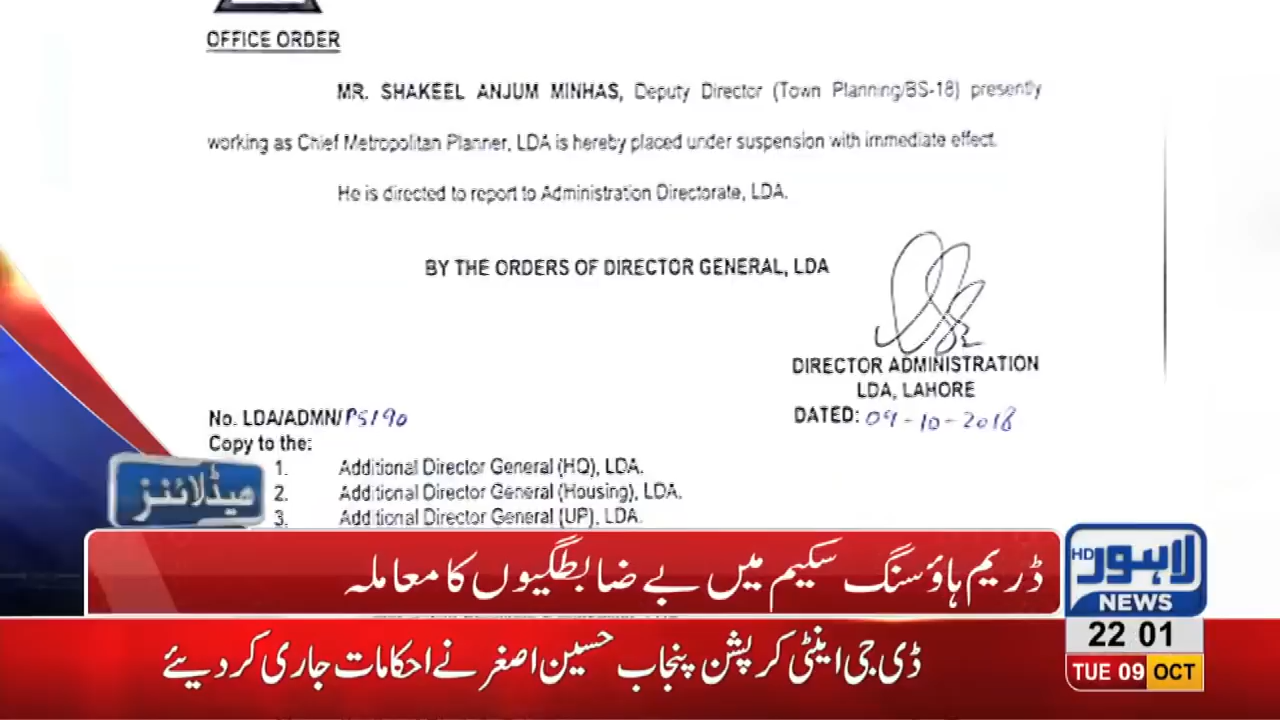 OFFICE ORDER
MR. SHAKEEL ANJUM MINHAS, Deputy Director (Town Planning/BS-18) presently
working as Chief Metropolitan Planner, LDA is hereby placed under suspension with immediate effect.
He is directed to report to Administration Directorate, LDA.
BY THE ORDERS OF DIRECTOR GENERAL, LDA
DIRECTOR ADMINISTRATION
LDA, LAHORE
DATED: 09-10-2018
No. LDA/ADMN/PS/90
Copy to the:
1. Additional Director General (HQ), LDA.
2. Additional Director General (Housing), LDA.
3. Additional Director General (UP), LDA.
ہیڈلائنز
ڈریم ہاؤسنگ سکیم میں بے ضابطگیوں کا معاملہ
ڈی جی اینٹی کرپشن پنجاب حسین اصغر نے احکامات جاری کر دیئے
HD لاہور
NEWS
22 01
TUE 09 OCT